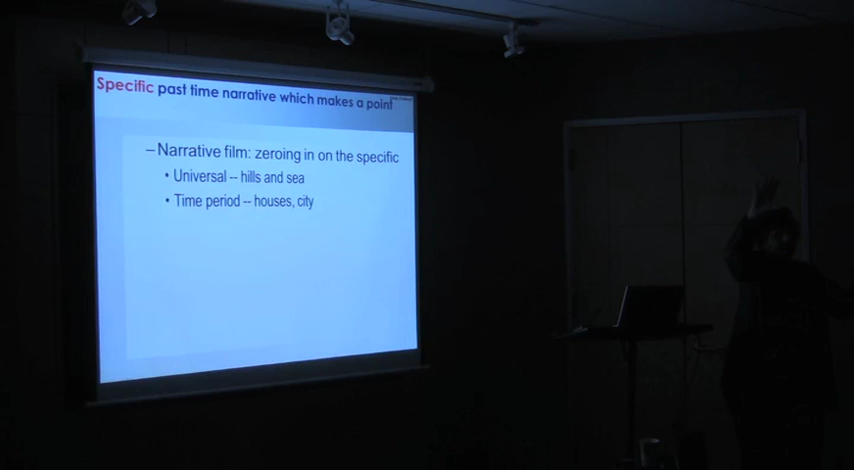 Specific past time narrative which makes a point
–Narrative film: zeroing in on the specific
• Universal -- hills and sea
• Time period -- houses, city